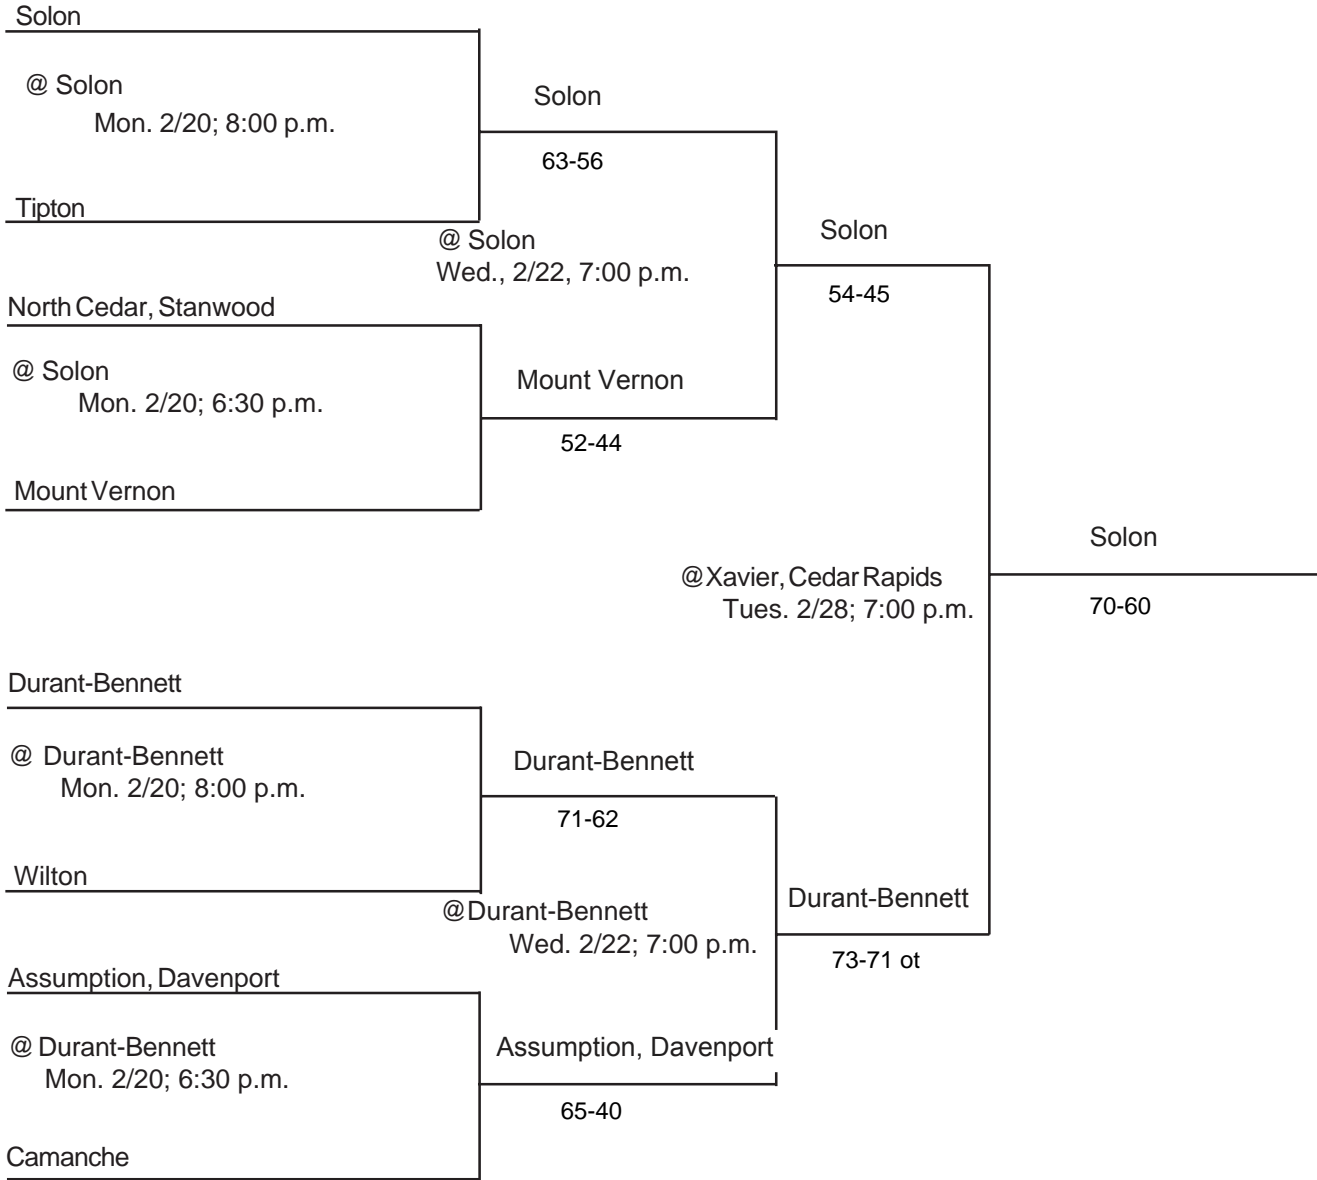 Solon
@ Solon
Mon. 2/20; 8:00 p.m.
Solon
63-56
Tipton
@ Solon
Wed., 2/22, 7:00 p.m.
Solon
54-45
North Cedar, Stanwood
@ Solon
Mon. 2/20; 6:30 p.m.
Mount Vernon
52-44
Mount Vernon
@Xavier, Cedar Rapids
Tues. 2/28; 7:00 p.m.
Solon
70-60
Durant-Bennett
@ Durant-Bennett
Mon. 2/20; 8:00 p.m.
Durant-Bennett
71-62
Wilton
@Durant-Bennett
Wed. 2/22; 7:00 p.m.
Durant-Bennett
73-71 ot
Assumption, Davenport
@ Durant-Bennett
Mon. 2/20; 6:30 p.m.
Assumption, Davenport
65-40
Camanche